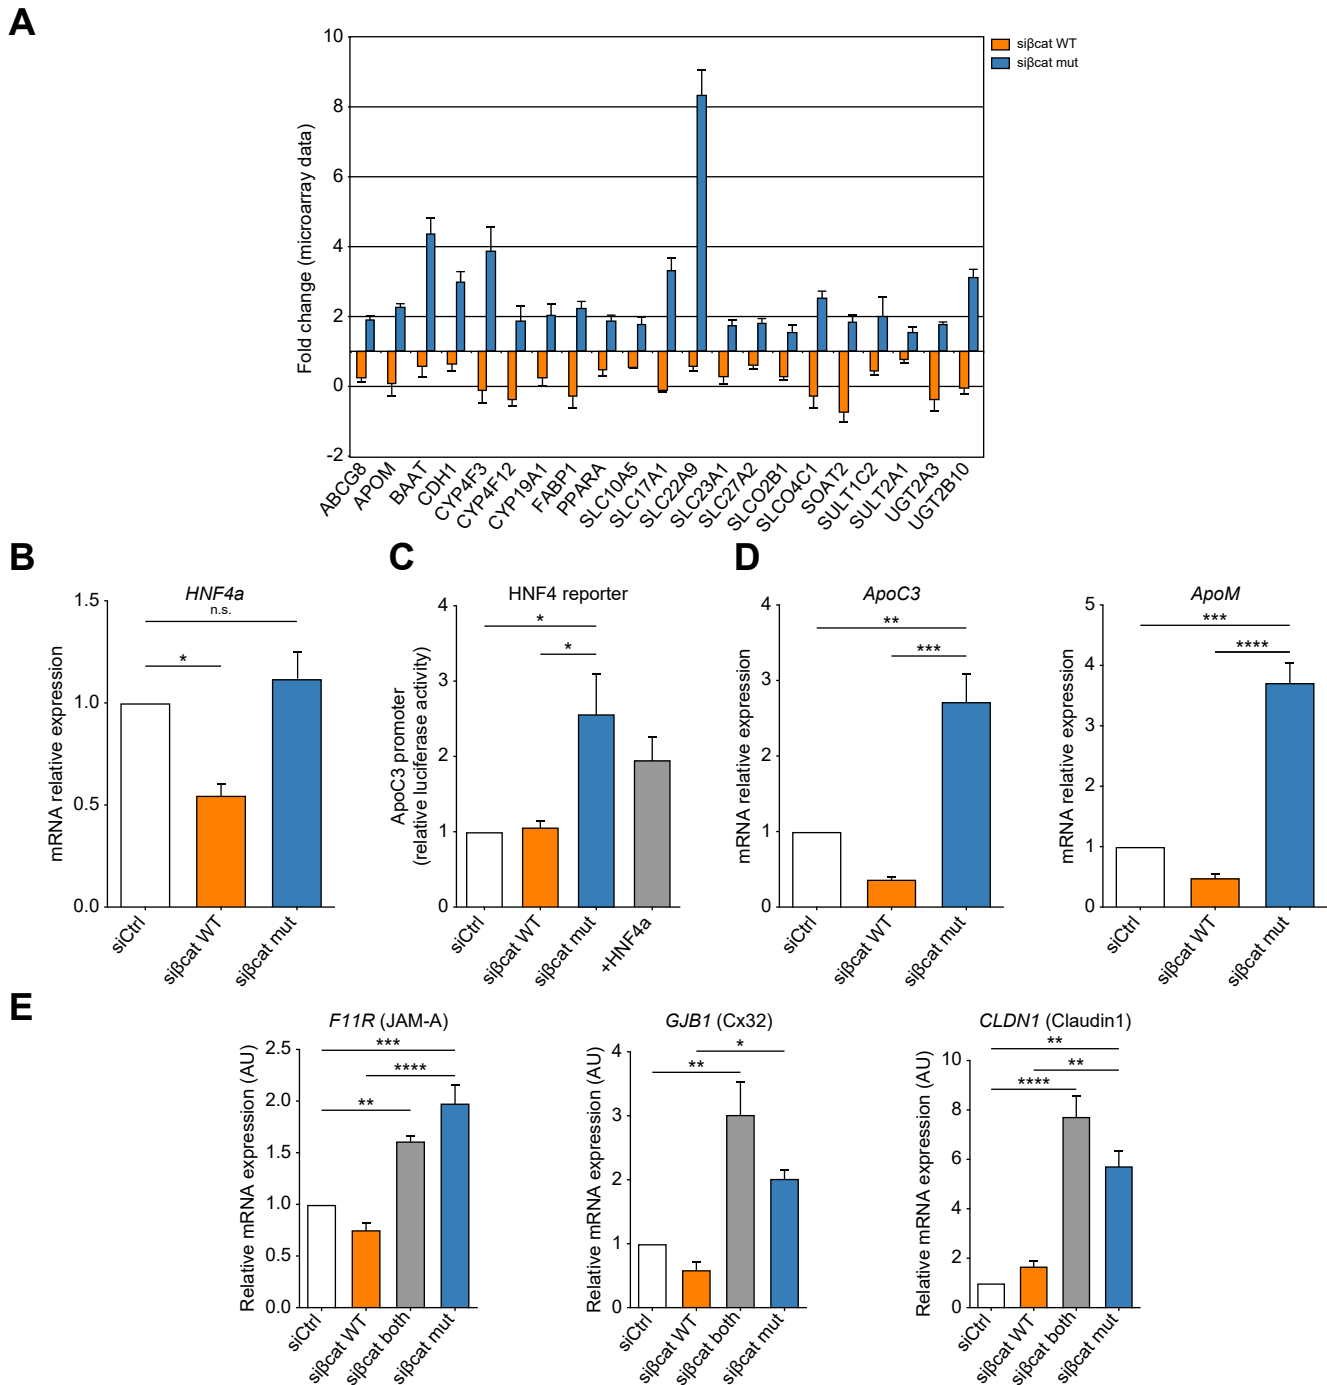 A
10
8
6
4
2
0
-2
Fold change (microarray data)
siβcat WT
siβcat mut
ABCG8
APOM
BAAT
CDH1
CYP4F3
CYP4F12
CYP19A1
FABP1
PPARA
SLC10A5
SLC17A1
SLC22A9
SLC23A1
SLC27A2
SLCO2B1
SLCO4C1
SOAT2
SULT1C2
SULT2A1
UGT2A3
UGT2B10
B
HNF4a
1.5
1.0
0.5
0.0
mRNA relative expression
n.s.
*
siCtrl
siβcat WT
siβcat mut
C
HNF4 reporter
4
3
2
1
0
ApoC3 promoter
(relative luciferase activity)
*
*
siCtrl
siβcat WT
siβcat mut
+HNF4a
D
ApoC3
4
3
2
1
0
mRNA relative expression
**
***
siCtrl
siβcat WT
siβcat mut
ApoM
5
4
3
2
1
0
mRNA relative expression
***
****
siCtrl
siβcat WT
siβcat mut
E
F11R (JAM-A)
2.5
2.0
1.5
1.0
0.5
0.0
Relative mRNA expression (AU)
***
****
**
siCtrl
siβcat WT
siβcat both
siβcat mut
GJB1 (Cx32)
4
3
2
1
0
Relative mRNA expression (AU)
*
**
siCtrl
siβcat WT
siβcat both
siβcat mut
CLDN1 (Claudin1)
10
8
6
4
2
0
Relative mRNA expression (AU)
**
**
****
siCtrl
siβcat WT
siβcat both
siβcat mut